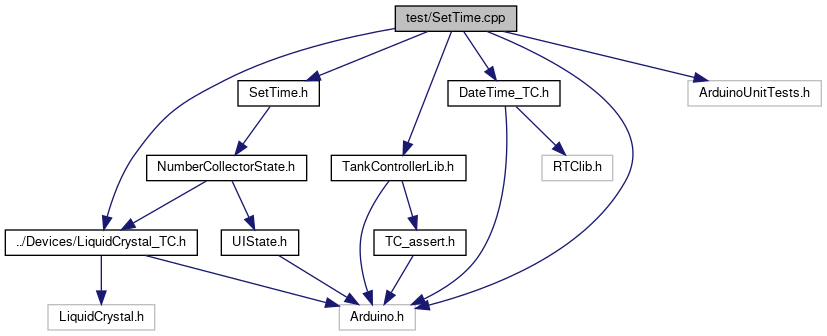 test/SetTime.cpp
SetTime.h
DateTime_TC.h
ArduinoUnitTests.h
NumberCollectorState.h
TankControllerLib.h
RTClib.h
../Devices/LiquidCrystal_TC.h
UIState.h
TC_assert.h
LiquidCrystal.h
Arduino.h